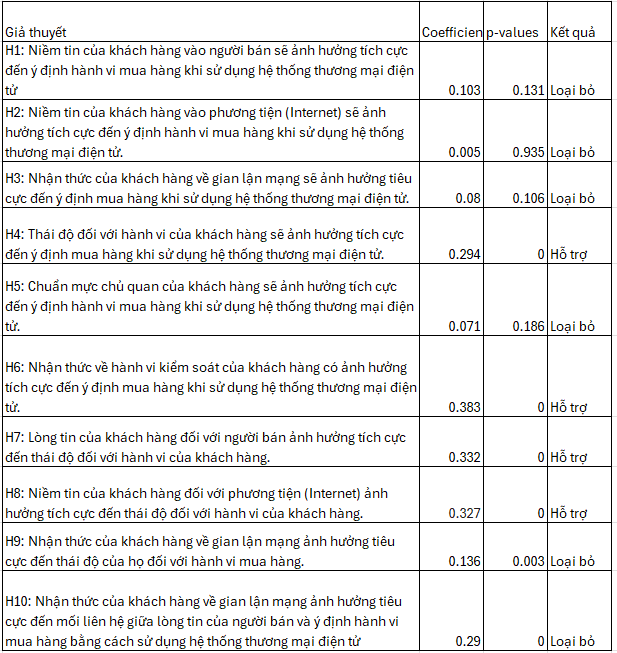 Giả thuyết Coefficien p-values Kết quả
H1: Niềm tin của khách hàng vào người bán sẽ ảnh hưởng tích cực
đến ý định hành vi mua hàng khi sử dụng hệ thống thương mại điện
tử 0.103 0.131 Loại bỏ
H2: Niềm tin của khách hàng vào phương tiện (Internet) sẽ ảnh
hưởng tích cực đến ý định hành vi mua hàng khi sử dụng hệ thống
thương mại điện tử. 0.005 0.935 Loại bỏ
H3: Nhận thức của khách hàng về gian lận mạng sẽ ảnh hưởng tiêu
cực đến ý định mua hàng khi sử dụng hệ thống thương mại điện tử. 0.08 0.106 Loại bỏ
H4: Thái độ đối với hành vi của khách hàng sẽ ảnh hưởng tích cực
đến ý định mua hàng khi sử dụng hệ thống thương mại điện tử. 0.294 0 Hỗ trợ
H5: Chuẩn mực chủ quan của khách hàng sẽ ảnh hưởng tích cực
đến ý định hành vi mua hàng khi sử dụng hệ thống thương mại điện
tử. 0.071 0.186 Loại bỏ
H6: Nhận thức về hành vi kiểm soát của khách hàng có ảnh hưởng
tích cực đến ý định mua hàng khi sử dụng hệ thống thương mại điện
tử. 0.383 0 Hỗ trợ
H7: Lòng tin của khách hàng đối với người bán ảnh hưởng tích cực
đến thái độ đối với hành vi của khách hàng. 0.332 0 Hỗ trợ
H8: Niềm tin của khách hàng đối với phương tiện (Internet) ảnh
hưởng tích cực đến thái độ đối với hành vi của khách hàng. 0.327 0 Hỗ trợ
H9: Nhận thức của khách hàng về gian lận mạng ảnh hưởng tiêu
cực đến thái độ của họ đối với hành vi mua hàng. 0.136 0.003 Loại bỏ
H10: Nhận thức của khách hàng về gian lận mạng ảnh hưởng tiêu
cực đến mối liên hệ giữa lòng tin của người bán và ý định hành vi
mua hàng bằng cách sử dụng hệ thống thương mại điện tử 0.29 0 Loại bỏ